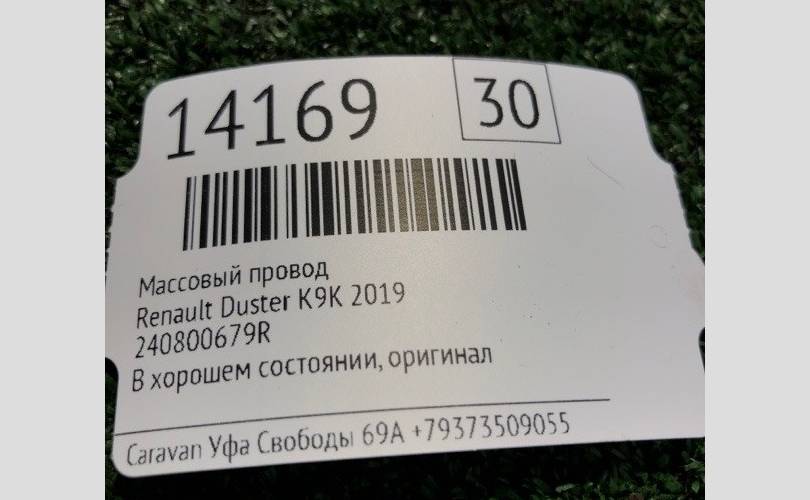 14169 30
Массовый провод
Renault Duster K9K 2019
240800679R
В хорошем состоянии, оригинал
Caravan Уфа Свободы 69А +79373509055